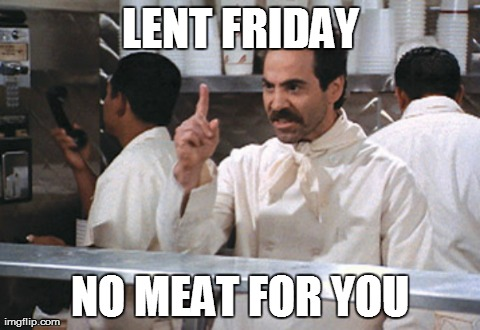 LENT FRIDAY
NO MEAT FOR YOU
imgflip.com